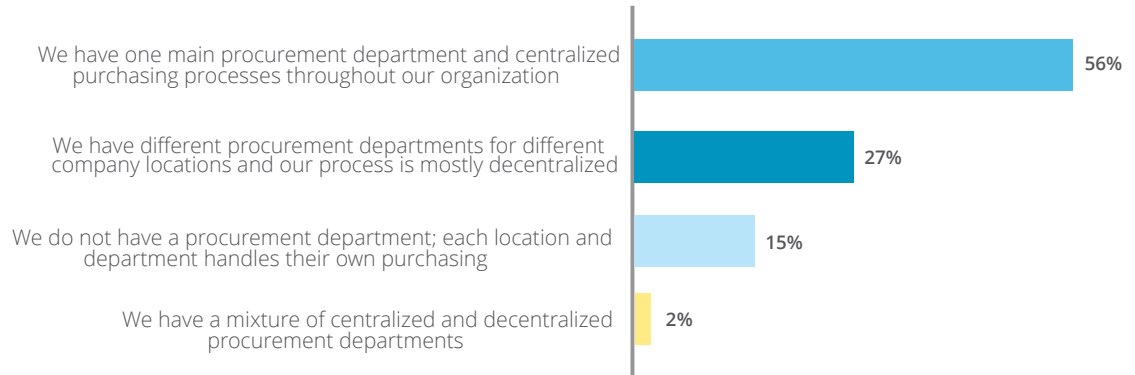 We have one main procurement department and centralized
purchasing processes throughout our organization
56%
We have different procurement departments for different
company locations and our process is mostly decentralized
27%
We do not have a procurement department; each location and
department handles their own purchasing
15%
We have a mixture of centralized and decentralized
procurement departments
2%